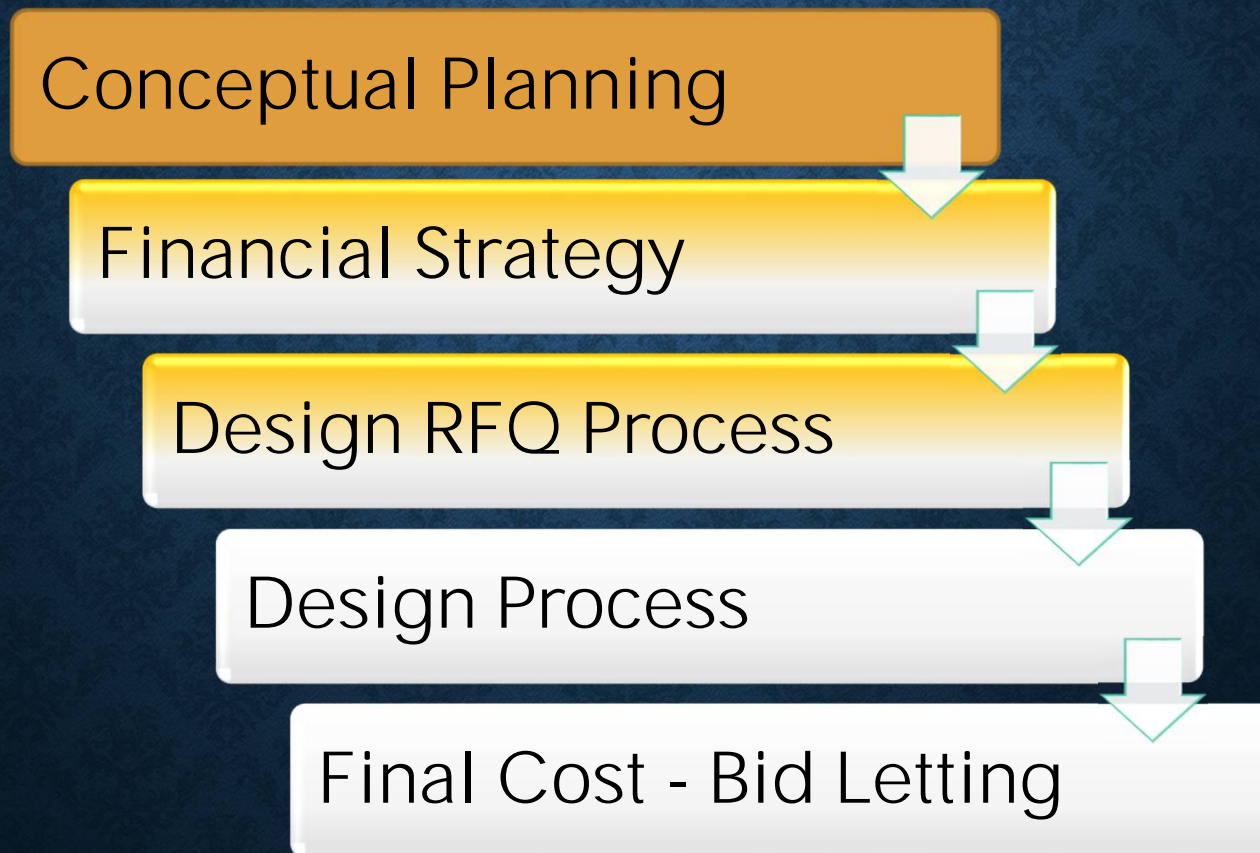 Conceptual Planning
Financial Strategy
Design RFQ Process
Design Process
Final Cost - Bid Letting